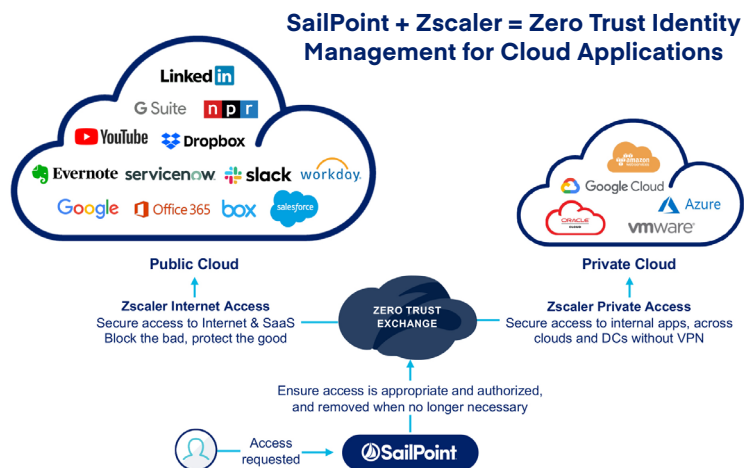 SailPoint + Zscaler = Zero Trust Identity
Management for Cloud Applications
Linked in
G Suite
n p r
YouTube
Dropbox
Evernote
servicenow.
slack
workday.
Google
Office 365
box
salesforce
amazon
Google Cloud
ORACLE
CLOUD
Azure
vmware
Public Cloud
Private Cloud
Zscaler Internet Access
Secure access to Internet & SaaS
Block the bad, protect the good
ZERO TRUST
EXCHANGE
Zscaler Private Access
Secure access to internal apps, across
clouds and DCs without VPN
Ensure access is appropriate and authorized,
and removed when no longer necessary
Access
requested
SailPoint